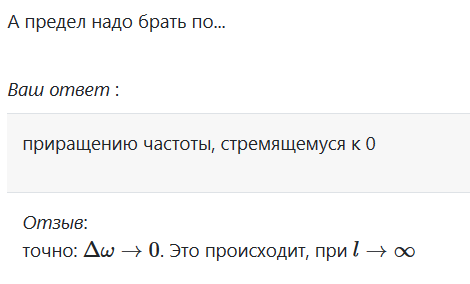 А предел надо брать по...
Ваш ответ :
приращению частоты, стремящемуся к 0
Отзыв:
точно: Δω → 0. Это происходит, при l → ∞